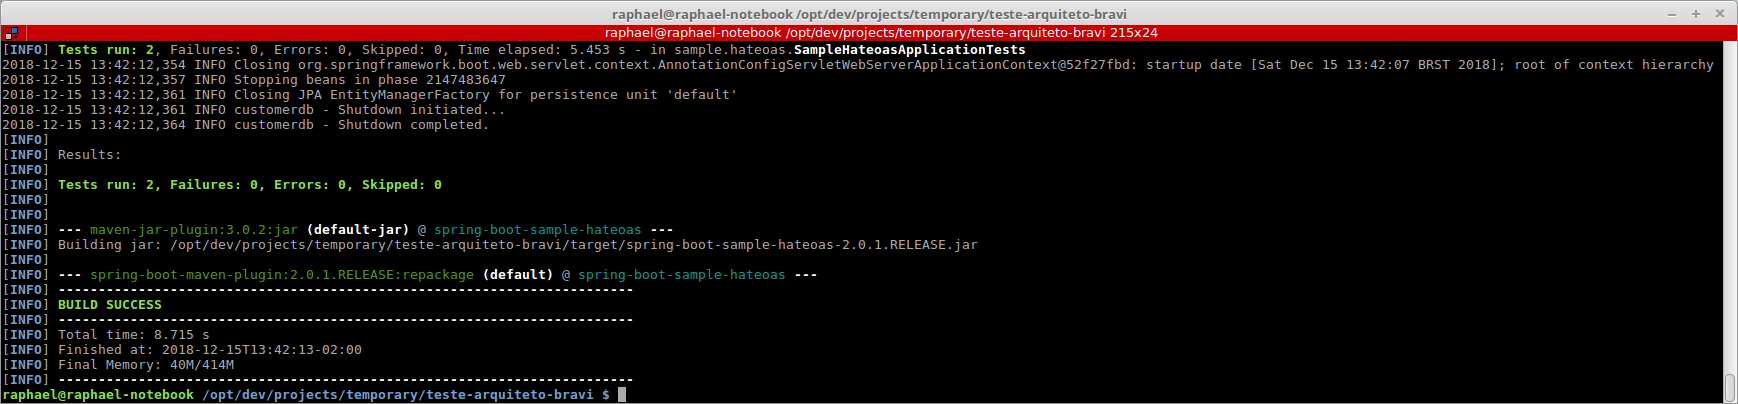 raphael@raphael-notebook /opt/dev/projects/temporary/teste-arquiteto-bravi
raphael@raphael-notebook /opt/dev/projects/temporary/teste-arquiteto-bravi 215x24
[INFO] Tests run: 2, Failures: 0, Errors: 0, Skipped: 0, Time elapsed: 5.453 s - in sample.hateoas.SampleHateoasApplicationTests
2018-12-15 13:42:12,354 INFO Closing org.springframework.boot.web.servlet.context.AnnotationConfigServletWebServerApplicationContext@52f27fbd: startup date [Sat Dec 15 13:42:07 BRST 2018]; root of context hierarchy
2018-12-15 13:42:12,357 INFO Stopping beans in phase 2147483647
2018-12-15 13:42:12,361 INFO Closing JPA EntityManagerFactory for persistence unit 'default'
2018-12-15 13:42:12,361 INFO customerdb - Shutdown initiated...
2018-12-15 13:42:12,364 INFO customerdb - Shutdown completed.
[INFO]
[INFO] Results:
[INFO]
[INFO] Tests run: 2, Failures: 0, Errors: 0, Skipped: 0
[INFO]
[INFO]
[INFO] --- maven-jar-plugin:3.0.2:jar (default-jar) @ spring-boot-sample-hateoas ---
[INFO] Building jar: /opt/dev/projects/temporary/teste-arquiteto-bravi/target/spring-boot-sample-hateoas-2.0.1.RELEASE.jar
[INFO]
[INFO] --- spring-boot-maven-plugin:2.0.1.RELEASE:repackage (default) @ spring-boot-sample-hateoas ---
[INFO] ------------------------------------------------------------------------
[INFO] BUILD SUCCESS
[INFO] ------------------------------------------------------------------------
[INFO] Total time: 8.715 s
[INFO] Finished at: 2018-12-15T13:42:13-02:00
[INFO] Final Memory: 40M/414M
[INFO] ------------------------------------------------------------------------
raphael@raphael-notebook /opt/dev/projects/temporary/teste-arquiteto-bravi $